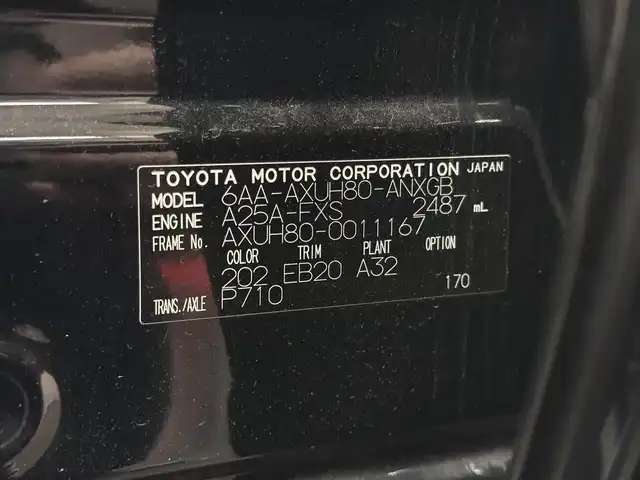 TOYOTA MOTOR CORPORATION JAPAN
MODEL 6AA-AXUH80-ANXGB
ENGINE A25A-FXS 2487 mL
FRAME No. AXUH80-0011167
COLOR TRIM PLANT OPTION
202 EB20 A32
TRANS./AXLE P710 170